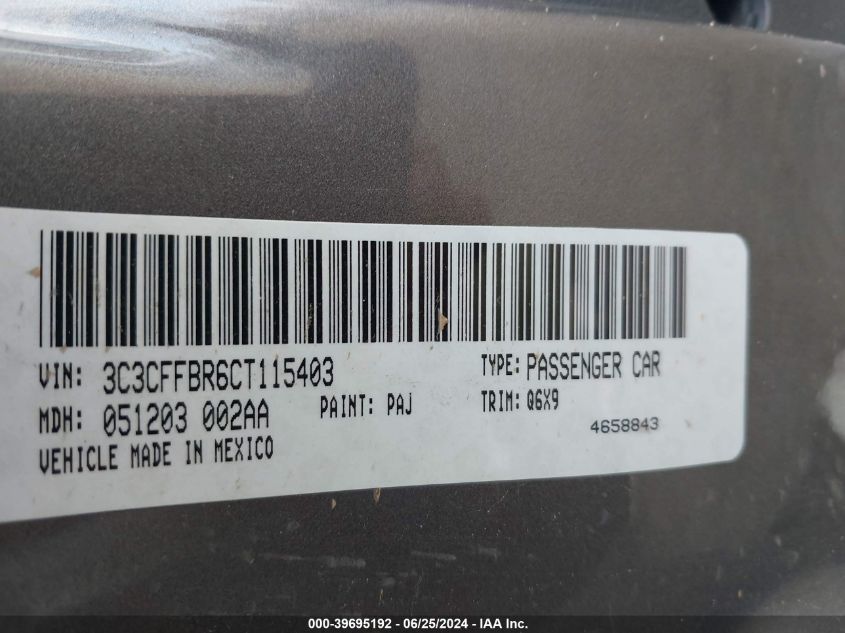 VIN: 3C3CFFBR6CT115403 TYPE: PASSENGER CAR
MDH: 051203 002AA PAINT: PAJ TRIM: Q6X9
4658843
VEHICLE MADE IN MEXICO
000-39695192 - 06/25/2024 - IAA Inc.